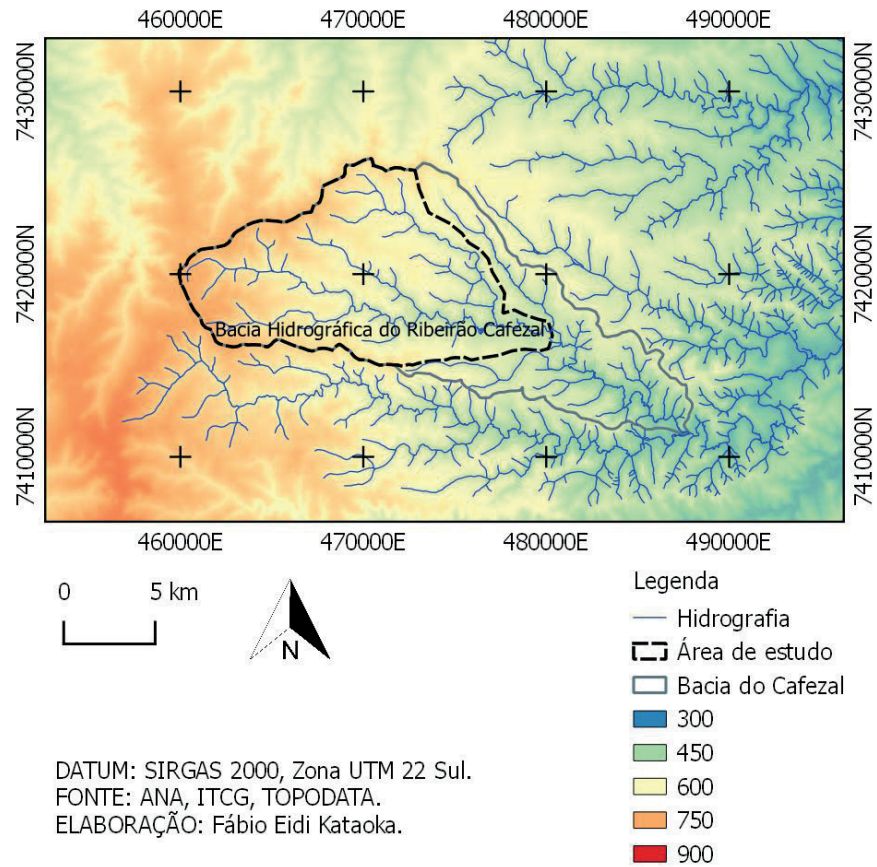 460000E 470000E 480000E 490000E
7430000N 7430000N
7420000N 7420000N
Bacia Hidrográfica do Ribeirão Cafezal
7410000N 7410000N
460000E 470000E 480000E 490000E
0 5 km
N
Legenda
Hidrografia
Área de estudo
Bacia do Cafezal
300
450
600
750
900
DATUM: SIRGAS 2000, Zona UTM 22 Sul.
FONTE: ANA, ITCG, TOPODATA.
ELABORAÇÃO: Fábio Eidi Kataoka.